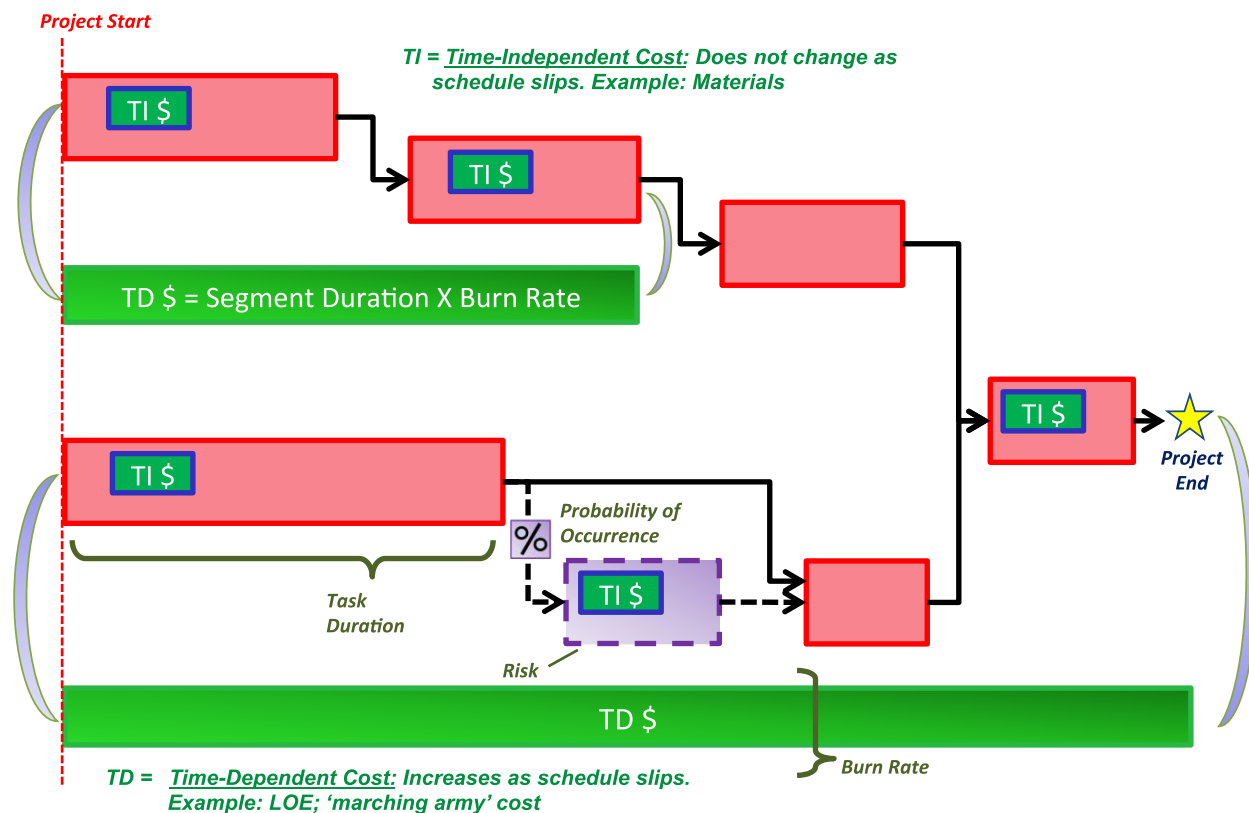 Project Start
TI = Time-Independent Cost: Does not change as
schedule slips. Example: Materials
TI $
TI $
TD $ = Segment Duration X Burn Rate
TI $
Project
End
TI $
%
Probability of
Occurrence
TI $
Task
Duration
Risk
TD $
Burn Rate
TD = Time-Dependent Cost: Increases as schedule slips.
Example: LOE; ‘marching army’ cost